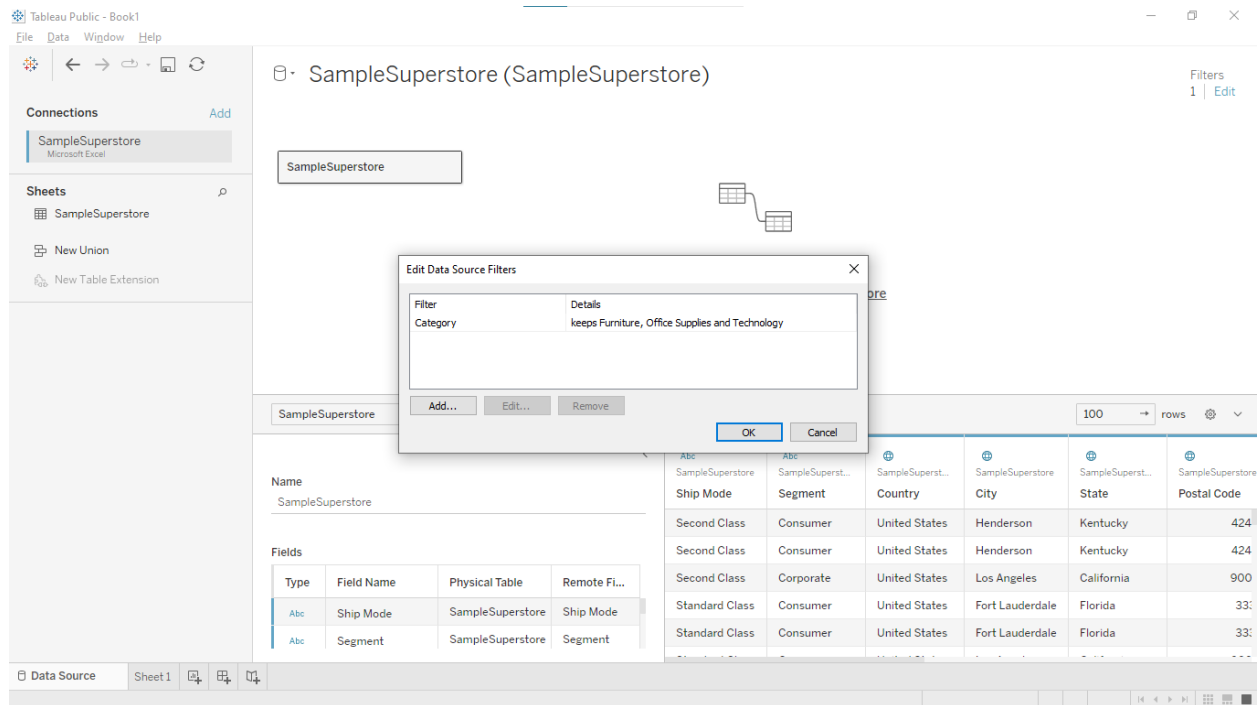 Tableau Public - Book1
File Data Window Help
SampleSuperstore (SampleSuperstore)
Filters
1 Edit
Connections Add
SampleSuperstore
Microsoft Excel
Sheets
SampleSuperstore
New Union
New Table Extension
SampleSuperstore
Edit Data Source Filters
Filter Details
Category keeps Furniture, Office Supplies and Technology
Add... Edit... Remove
OK Cancel
SampleSuperstore
100 rows
Name
SampleSuperstore
Fields
Type Field Name Physical Table Remote Fi...
Abc Ship Mode SampleSuperstore Ship Mode
Abc Segment SampleSuperstore Segment
Abc Abc
SampleSuperstore SampleSuperst... SampleSuperst... SampleSuperstore SampleSuperst... SampleSuperstore
Ship Mode Segment Country City State Postal Code
Second Class Consumer United States Henderson Kentucky 424
Second Class Consumer United States Henderson Kentucky 424
Second Class Corporate United States Los Angeles California 900
Standard Class Consumer United States Fort Lauderdale Florida 333
Standard Class Consumer United States Fort Lauderdale Florida 333
Data Source Sheet 1